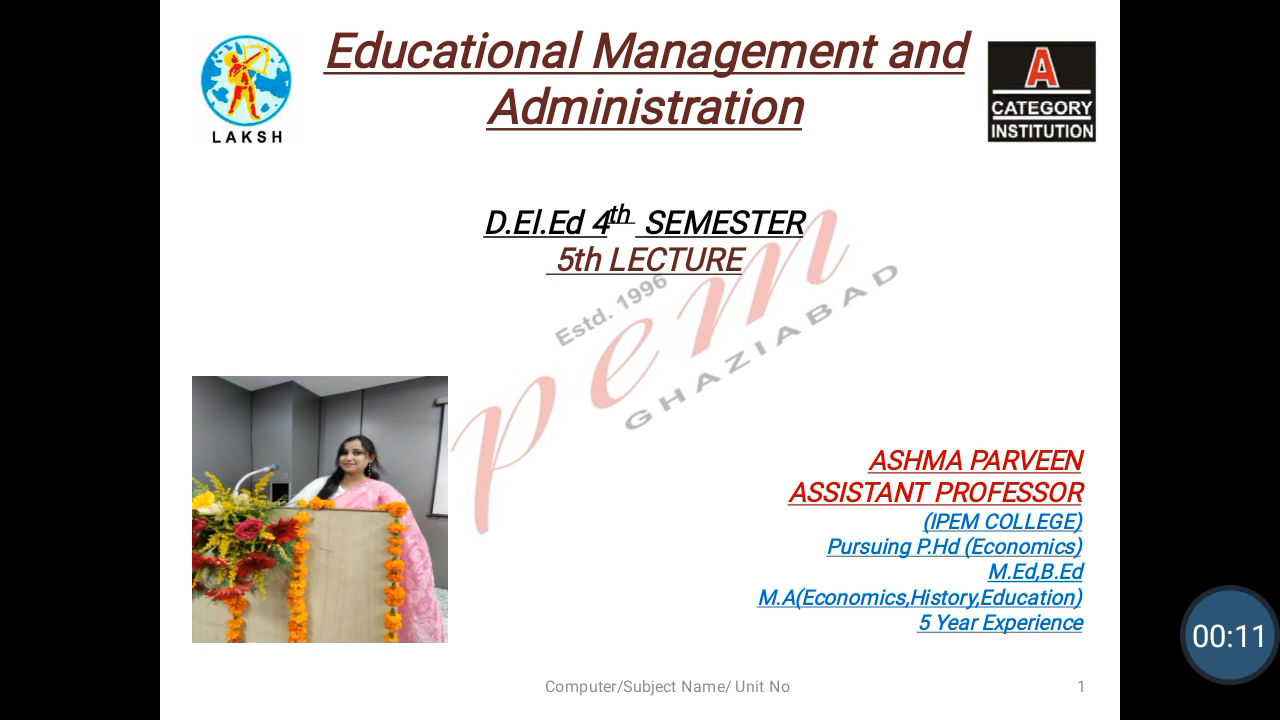 Educational Management and
Administration
LAKSH
A
CATEGORY
INSTITUTION
D.El.Ed 4th SEMESTER
5th LECTURE
Estd. 1996
pem
GHAZIABAD
ASHMA PARVEEN
ASSISTANT PROFESSOR
(IPEM COLLEGE)
Pursuing P.Hd (Economics)
M.Ed,B.Ed
M.A(Economics,History,Education)
5 Year Experience
00:11
Computer/Subject Name/ Unit No
1